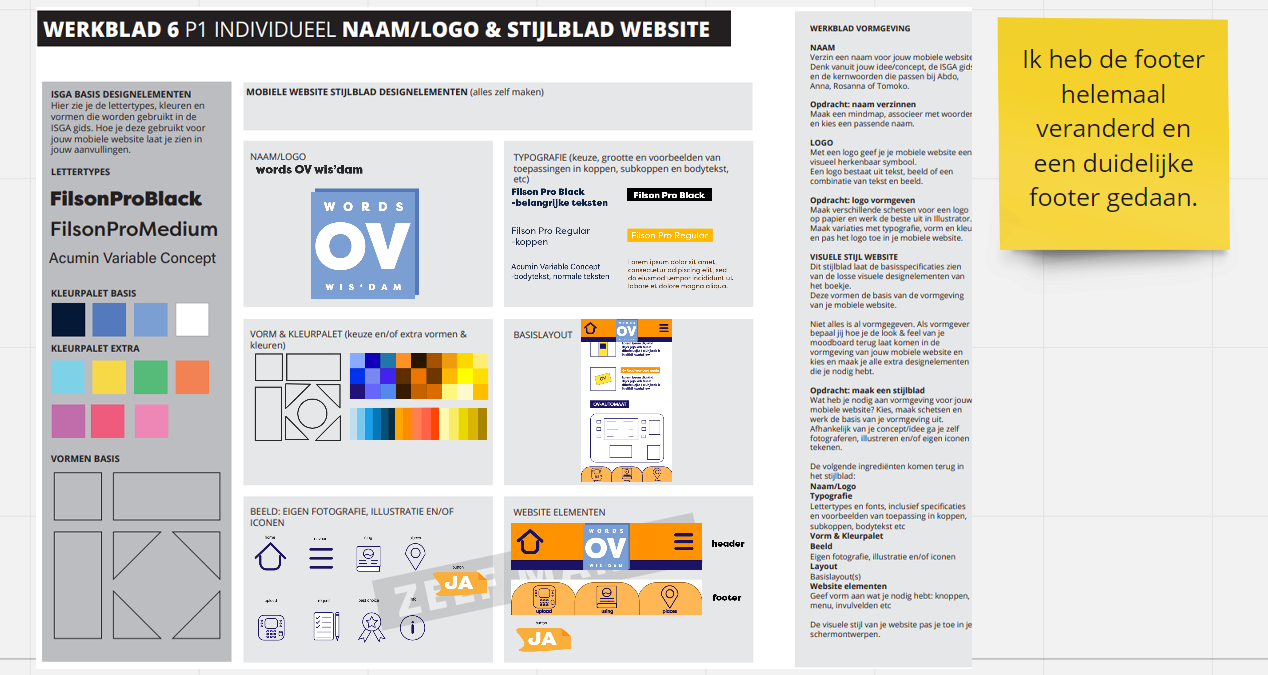 WERKBLAD 6 P1 INDIVIDUEEL NAAM/LOGO & STIJLBLAD WEBSITE
ISGA BASIS DESIGNELEMENTEN
Hier zie je de lettertypes, kleuren en
vormen die worden gebruikt in de
ISGA gids. Hoe je deze gebruikt voor
jouw mobiele website laat je zien in
jouw aanvullingen.
LETTERTYPES
FilsonProBlack
FilsonProMedium
Acumin Variable Concept
KLEURPALET BASIS
KLEURPALET EXTRA
VORMEN BASIS
MOBIELE WEBSITE STIJLBLAD DESIGNELEMENTEN (alles zelf maken)
NAAM/LOGO
words OV wis'dam
WORDS
OV
WIS'DAM
TYPOGRAFIE (keuze, grootte en voorbeelden van
toepassingen in koppen, subkoppen en bodytekst,
etc)
Filson Pro Black
-belangrijke teksten
Filson Pro Black
Filson Pro Regular
-koppen
Filson Pro Regular
Acumin Variable Concept
-bodytekst, normale teksten
Lorem ipsum dolor sit amet,
consectetur adipiscing elit, sed
do eiusmod tempor incididunt ut
labore et dolore magna aliqua.
VORM & KLEURPALET (keuze en/of extra vormen &
kleuren)
BASISLAYOUT
WORDS
OV
OV-AUTOMAAT
BEELD: EIGEN FOTOGRAFIE, ILLUSTRATIE EN/OF
ICONEN
home
button
JA
upload
best choice
info
WEBSITE ELEMENTEN
WORDS
OV
WIS'DAM
header
upload
using
places
footer
button
JA
WERKBLAD VORMGEVING
NAAM
Verzin een naam voor jouw mobiele website
Denk vanuit jouw idee/concept, de ISGA gids
en de kernwoorden die passen bij Abdo,
Anna, Rosanna of Tomoko.
Opdracht: naam verzinnen
Maak een mindmap, associeer met woorden
en kies een passende naam.
LOGO
Met een logo geef je je mobiele website een
visueel herkenbaar symbool.
Een logo bestaat uit tekst, beeld of een
combinatie van tekst en beeld.
Opdracht: logo vormgeven
Maak verschillende schetsen voor een logo
op papier en werk de beste uit in Illustrator.
Maak variaties met typografie, vorm en kleu
en pas het logo toe in je mobiele website.
VISUELE STIJL WEBSITE
Dit stijlblad laat de basisspecificaties zien
van de losse visuele designelementen van
het boekje.
Deze vormen de basis van de vormgeving
van je mobiele website.
Niet alles is al vormgegeven. Als vormgever
bepaal jij hoe je de look & feel van je
moodboard terug laat komen in de
vormgeving van jouw mobiele website en
kies en maak je alle extra designelementen
die je nodig hebt.
Opdracht: maak een stijlblad
Wat heb je nodig aan vormgeving voor jouw
mobiele website? Kies, maak schetsen en
werk de basis van je vormgeving uit.
Afhankelijk van je concept/idee ga je zelf
fotograferen, illustreren en/of eigen iconen
tekenen.
De volgende ingrediënten komen terug in
het stijlblad:
Naam/Logo
Typografie
Lettertypes en fonts, inclusief specificaties
en voorbeelden van toepassing in koppen,
subkoppen, bodytekst etc
Vorm & Kleurpalet
Beeld
Eigen fotografie, illustratie en/of iconen
Layout
Basislayout(s)
Website elementen
Geef vorm aan wat je nodig hebt: knoppen,
menu, invulvelden etc
De visuele stijl van je website pas je toe in je
schermontwerpen.
Ik heb de footer
helemaal
veranderd en
een duidelijke
footer gedaan.